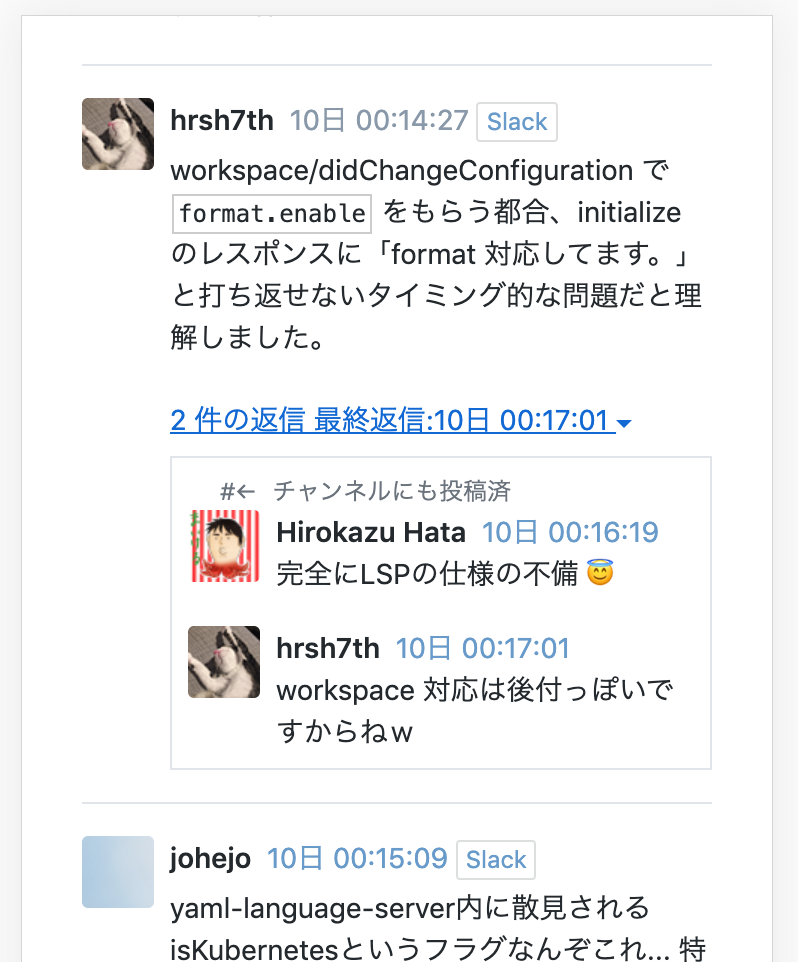 hrsh7th 10日 00:14:27 Slack
workspace/didChangeConfiguration で
format.enable をもらう都合、initialize
のレスポンスに「format 対応してます。」
と打ち返せないタイミング的な問題だと理
解しました。
2 件の返信 最終返信:10日 00:17:01
#← チャンネルにも投稿済
Hirokazu Hata 10日 00:16:19
完全にLSPの仕様の不備 😇
hrsh7th 10日 00:17:01
workspace 対応は後付っぽいで
すからねw
johejo 10日 00:15:09 Slack
yaml-language-server内に散見される
isKubernetesというフラグなんぞこれ... 特